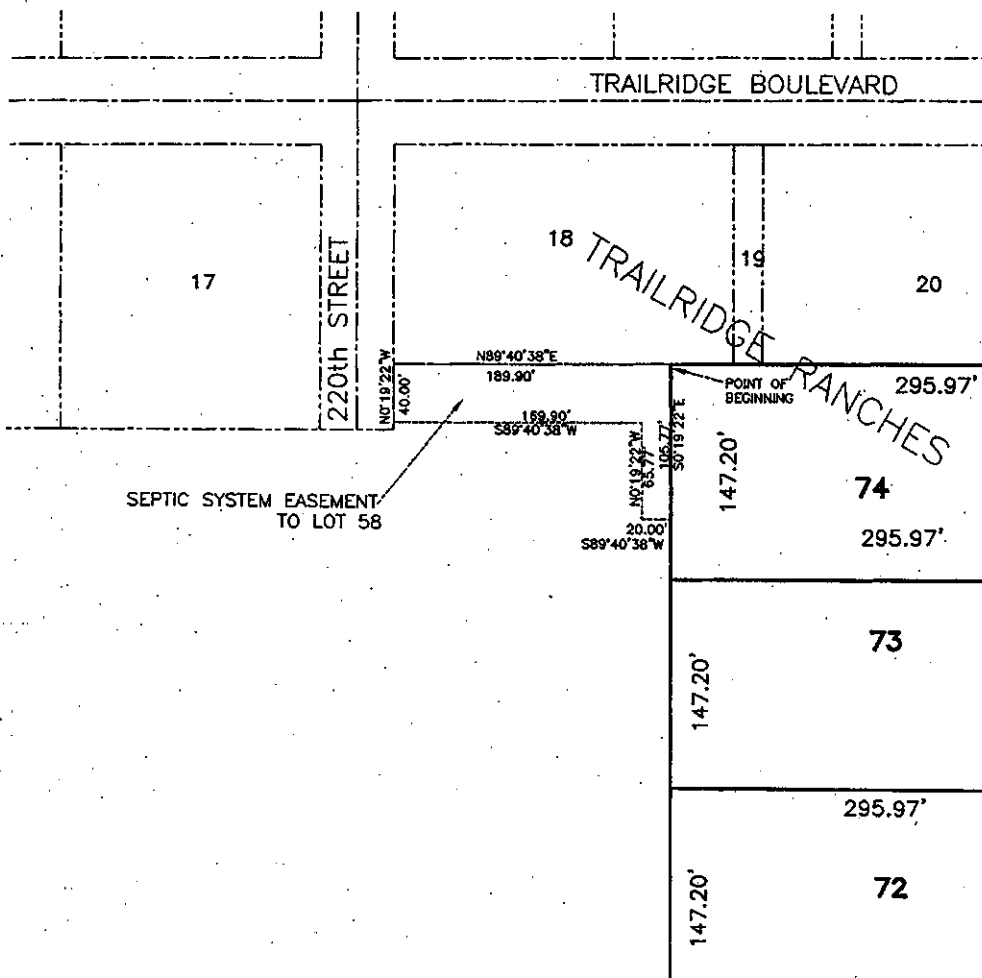 TRAILRIDGE BOULEVARD
17
220th STREET
18
TRAILRIDGE RANCHES
19
20
N89°40'38"E
189.90'
N0°19'22"W
40.00'
169.90'
S89°40'38"W
POINT OF
BEGINNING
295.97'
N0°19'22"W
65.77'
105.77'
S0°19'22"E
147.20'
74
SEPTIC SYSTEM EASEMENT
TO LOT 58
20.00'
S89°40'38"W
295.97'
73
147.20'
295.97'
72
147.20'